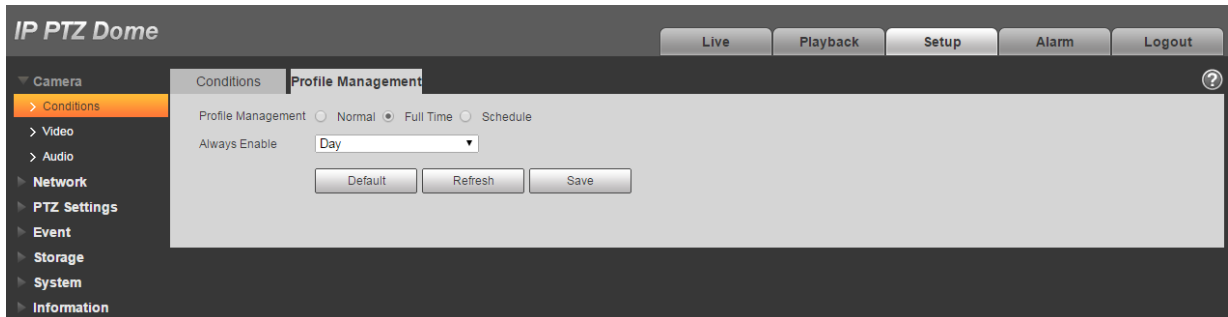 IP PTZ Dome
Live Playback Setup Alarm Logout
Camera
Conditions
Video
Audio
Network
PTZ Settings
Event
Storage
System
Information
Conditions Profile Management
?
Profile Management Normal Full Time Schedule
Always Enable Day
Default Refresh Save